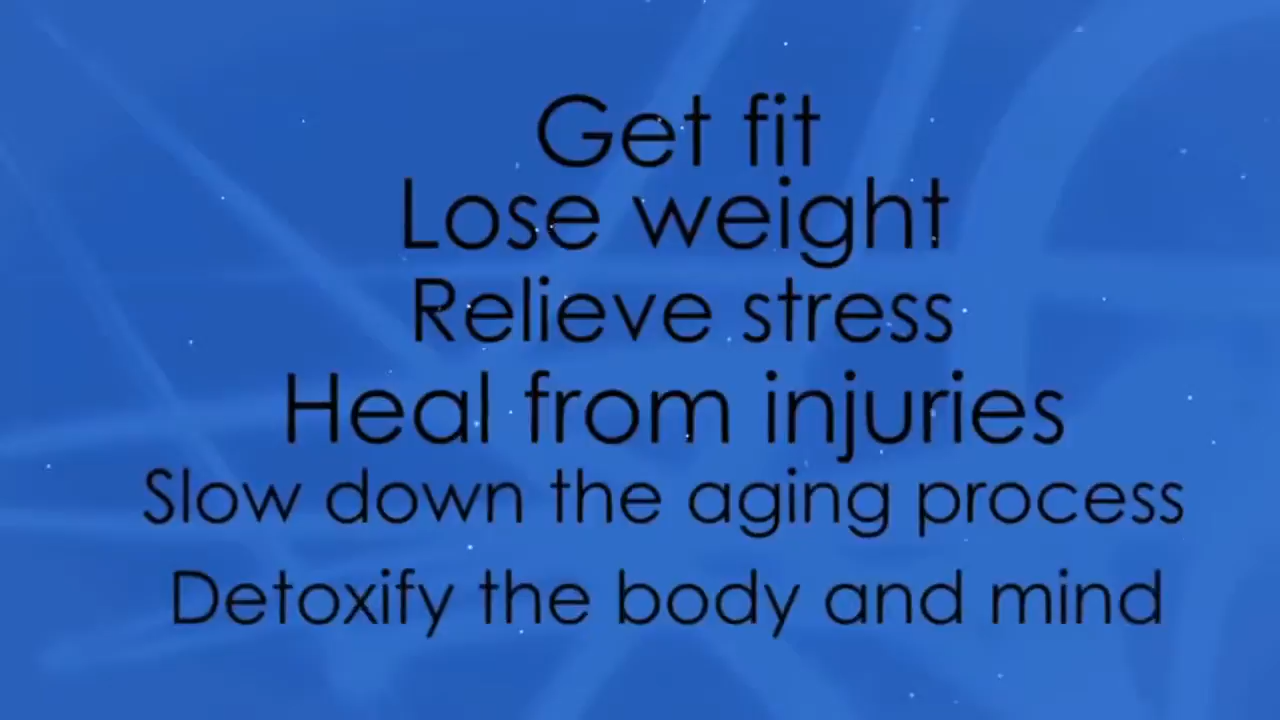 Get fit
Lose weight
Relieve stress
Heal from injuries
Slow down the aging process
Detoxify the body and mind